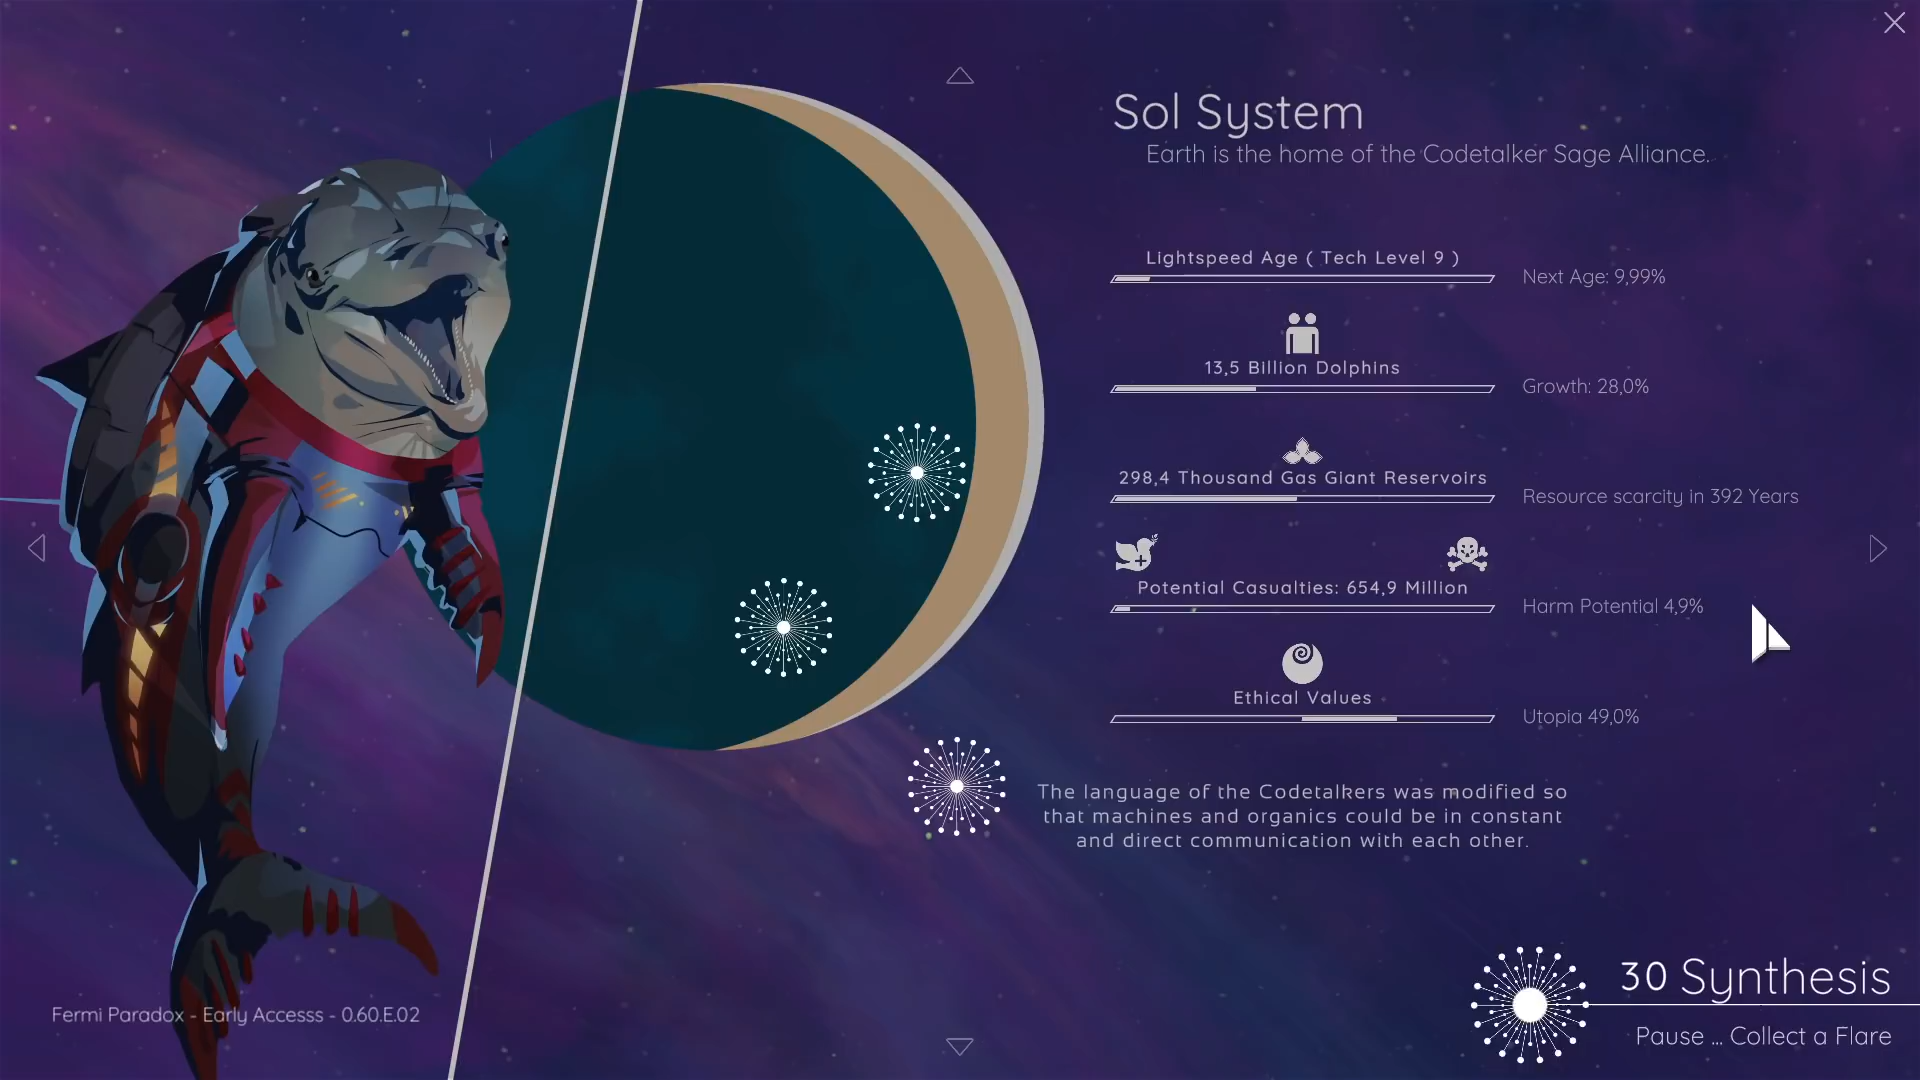 Sol System
Earth is the home of the Codetalker Sage Alliance.
Lightspeed Age ( Tech Level 9 )
Next Age: 9,99%
13,5 Billion Dolphins
Growth: 28,0%
298,4 Thousand Gas Giant Reservoirs
Resource scarcity in 392 Years
Potential Casualties: 654,9 Million
Harm Potential 4,9%
Ethical Values
Utopia 49,0%
The language of the Codetalkers was modified so
that machines and organics could be in constant
and direct communication with each other.
30 Synthesis
Pause ... Collect a Flare
Fermi Paradox - Early Accesss - 0.60.E.02